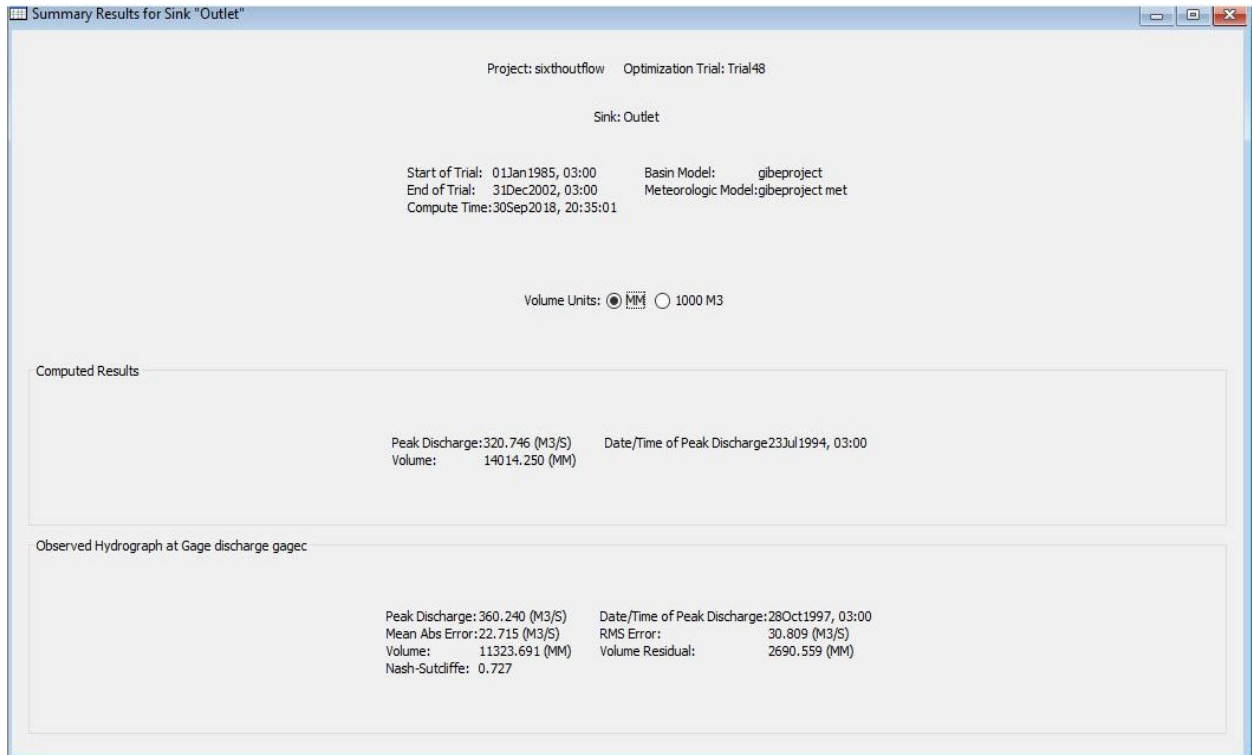 Summary Results for Sink "Outlet"
Project: sixthoutflow Optimization Trial: Trial48
Sink: Outlet
Start of Trial: 01Jan1985, 03:00 Basin Model: gibeproject
End of Trial: 31Dec2002, 03:00 Meteorologic Model:gibeproject met
Compute Time:30Sep2018, 20:35:01
Volume Units: MM 1000 M3
Computed Results
Peak Discharge:320.746 (M3/S) Date/Time of Peak Discharge23Jul1994, 03:00
Volume: 14014.250 (MM)
Observed Hydrograph at Gage discharge gagec
Peak Discharge:360.240 (M3/S) Date/Time of Peak Discharge:28Oct1997, 03:00
Mean Abs Error:22.715 (M3/S) RMS Error: 30.809 (M3/S)
Volume: 11323.691 (MM) Volume Residual: 2690.559 (MM)
Nash-Sutcliffe: 0.727